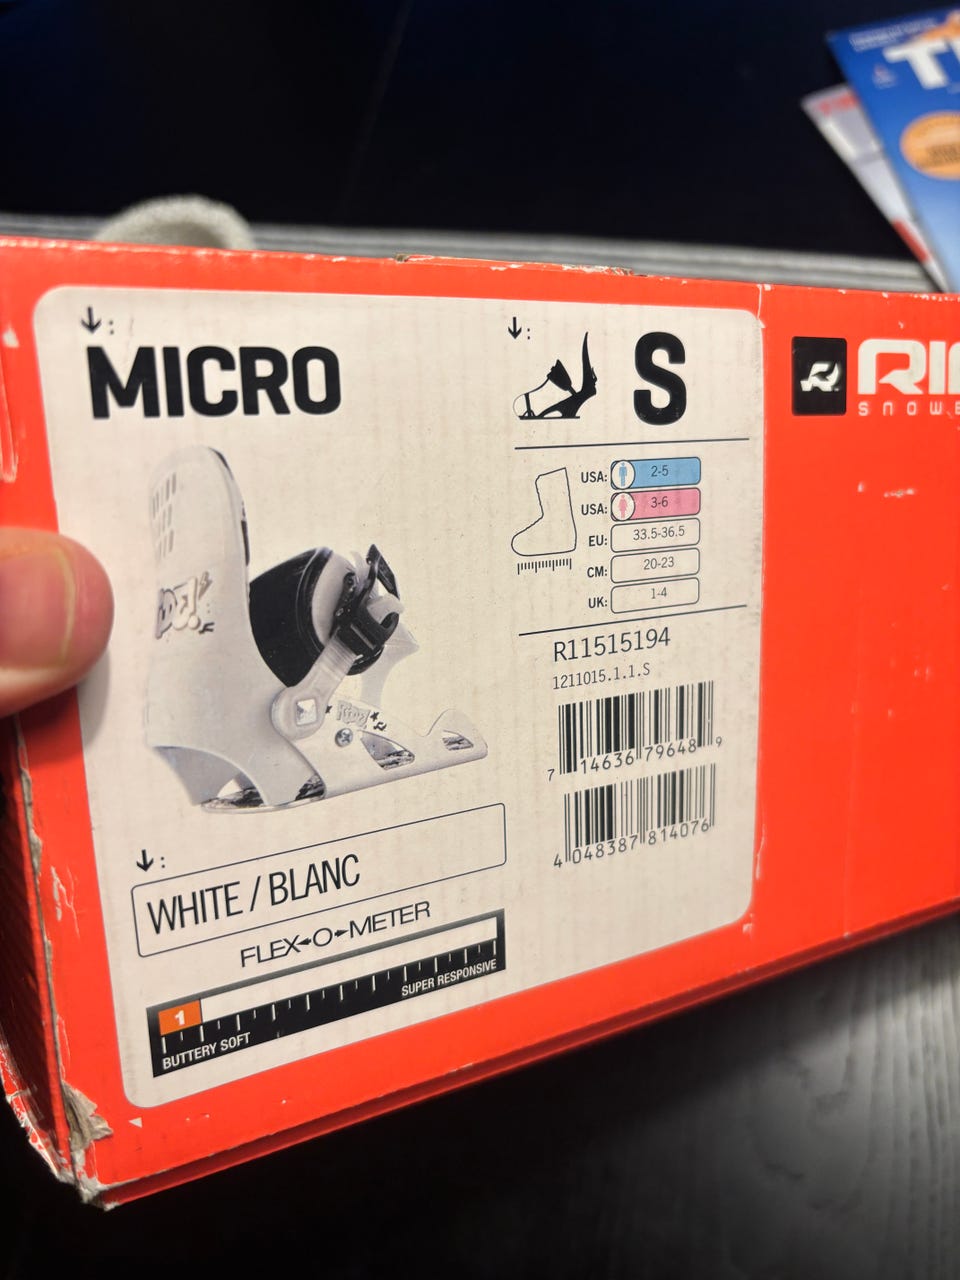 MICRO
S
USA: 2-5
USA: 3-6
EU: 33.5-36.5
CM: 20-23
UK: 1-4
R11515194
1211015.1.1.S
7 14636 79648 9
4 048387 814076
WHITE / BLANC
FLEX-O-METER
1
BUTTERY SOFT
SUPER RESPONSIVE
Ride